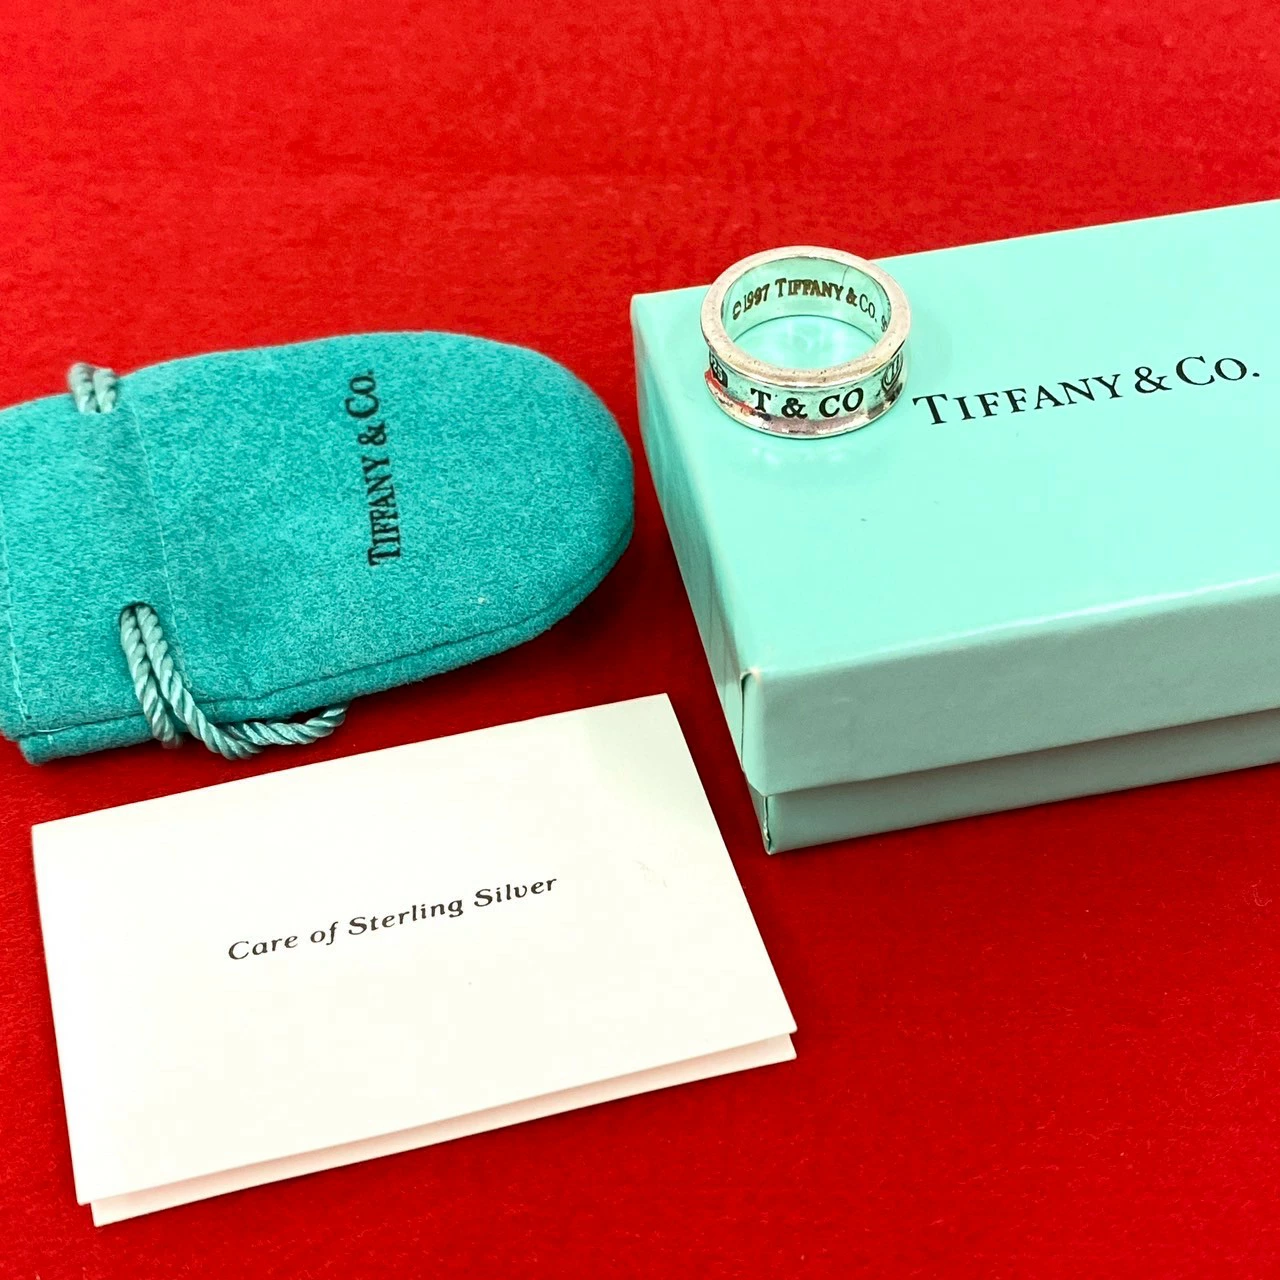 ©1997 TIFFANY & CO.
T & CO
TIFFANY & CO.
TIFFANY & CO.
Care of Sterling Silver